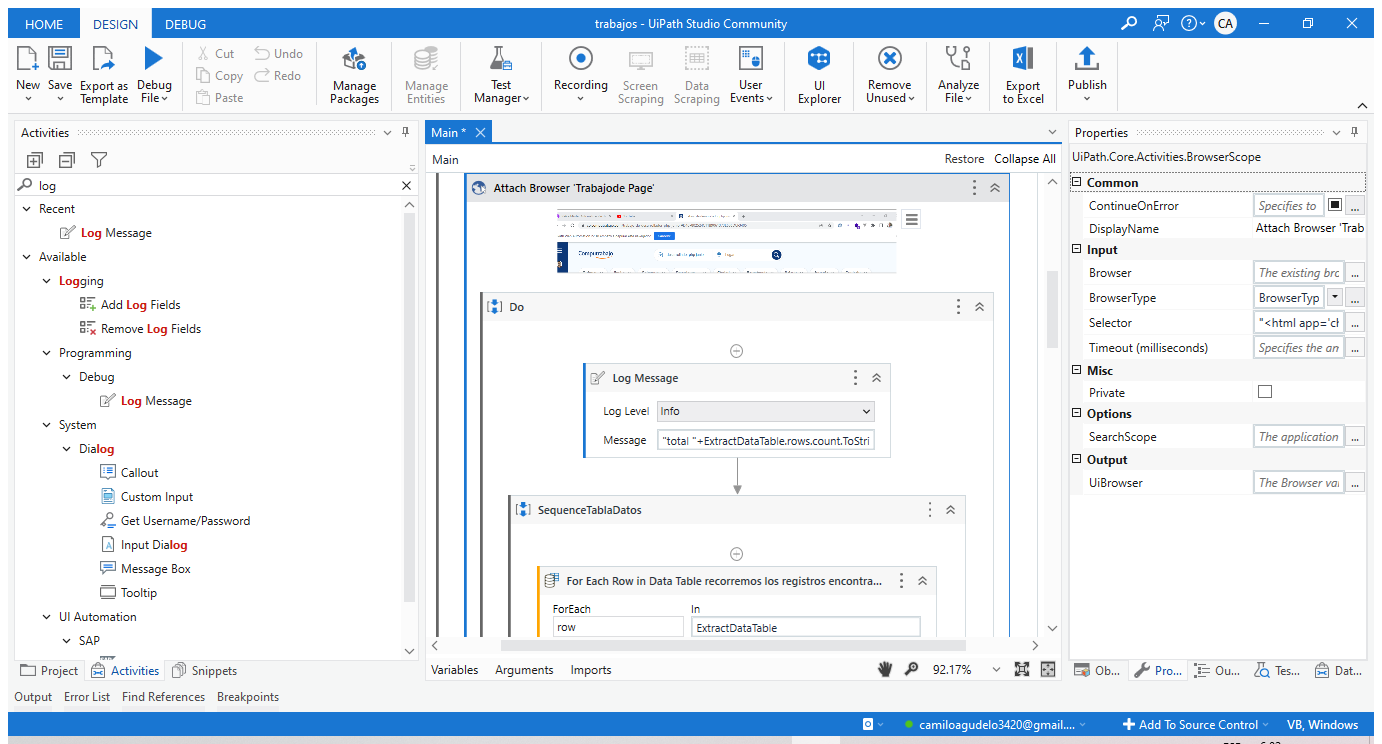 HOME DESIGN DEBUG trabajos - UiPath Studio Community CA
New Save Export as Template Debug File Cut Copy Paste Undo Redo Manage Packages Manage Entities Test Manager Recording Screen Scraping Data Scraping User Events UI Explorer Remove Unused Analyze File Export to Excel Publish
Activities
log
Recent
Log Message
Available
Logging
Add Log Fields
Remove Log Fields
Programming
Debug
Log Message
System
Dialog
Callout
Custom Input
Get Username/Password
Input Dialog
Message Box
Tooltip
UI Automation
SAP
Project Activities Snippets
Main *
Main Restore Collapse All
Attach Browser 'Trabajode Page'
Computrabajo
Do
Log Message
Log Level Info
Message "total "+ExtractDataTable.rows.count.ToStri
SequenceTablaDatos
For Each Row in Data Table recorremos los registros encontra...
ForEach In
row ExtractDataTable
Variables Arguments Imports 92.17%
Properties
UiPath.Core.Activities.BrowserScope
Common
ContinueOnError Specifies to ...
DisplayName Attach Browser 'Trab
Input
Browser The existing brc ...
BrowserType BrowserTyp ...
Selector "<html app='ch ...
Timeout (milliseconds) Specifies the am ...
Misc
Private
Options
SearchScope The application ...
Output
UiBrowser The Browser var ...
Ob... Pro... Ou... Tes... Dat...
Output Error List Find References Breakpoints
camiloagudelo3420@gmail.... Add To Source Control VB, Windows